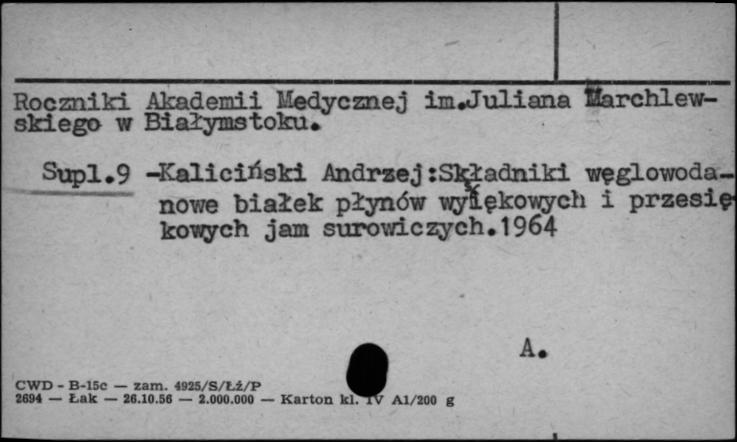 Roczniki Akademii Medycznej im.Juliana Marchlew-
skiego w Białymstoku.
Supl.9 -Kaliciński Andrzej:Składniki węglowoda-
nowe białek płynów wysiękowych i przesię-
kowych jam surowiczych.1964
A.
CWD - B-15c — zam. 4925/S/Łż/P
2694 — Łak — 26.10.56 — 2.000.000 — Karton kl. IV A1/200 g